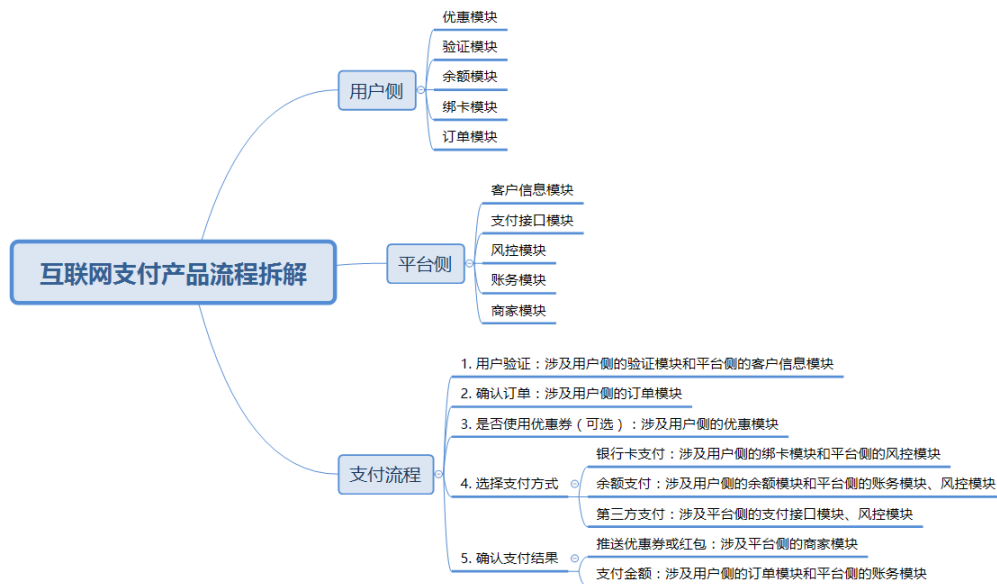 互联网支付产品流程拆解
用户侧
优惠模块
验证模块
余额模块
绑卡模块
订单模块
平台侧
客户信息模块
支付接口模块
风控模块
账务模块
商家模块
支付流程
1. 用户验证：涉及用户侧的验证模块和平台侧的客户信息模块
2. 确认订单：涉及用户侧的订单模块
3. 是否使用优惠券（可选）：涉及用户侧的优惠模块
4. 选择支付方式
银行卡支付：涉及用户侧的绑卡模块和平台侧的风控模块
余额支付：涉及用户侧的余额模块和平台侧的账务模块、风控模块
第三方支付：涉及平台侧的支付接口模块、风控模块
5. 确认支付结果
推送优惠券或红包：涉及平台侧的商家模块
支付金额：涉及用户侧的订单模块和平台侧的账务模块